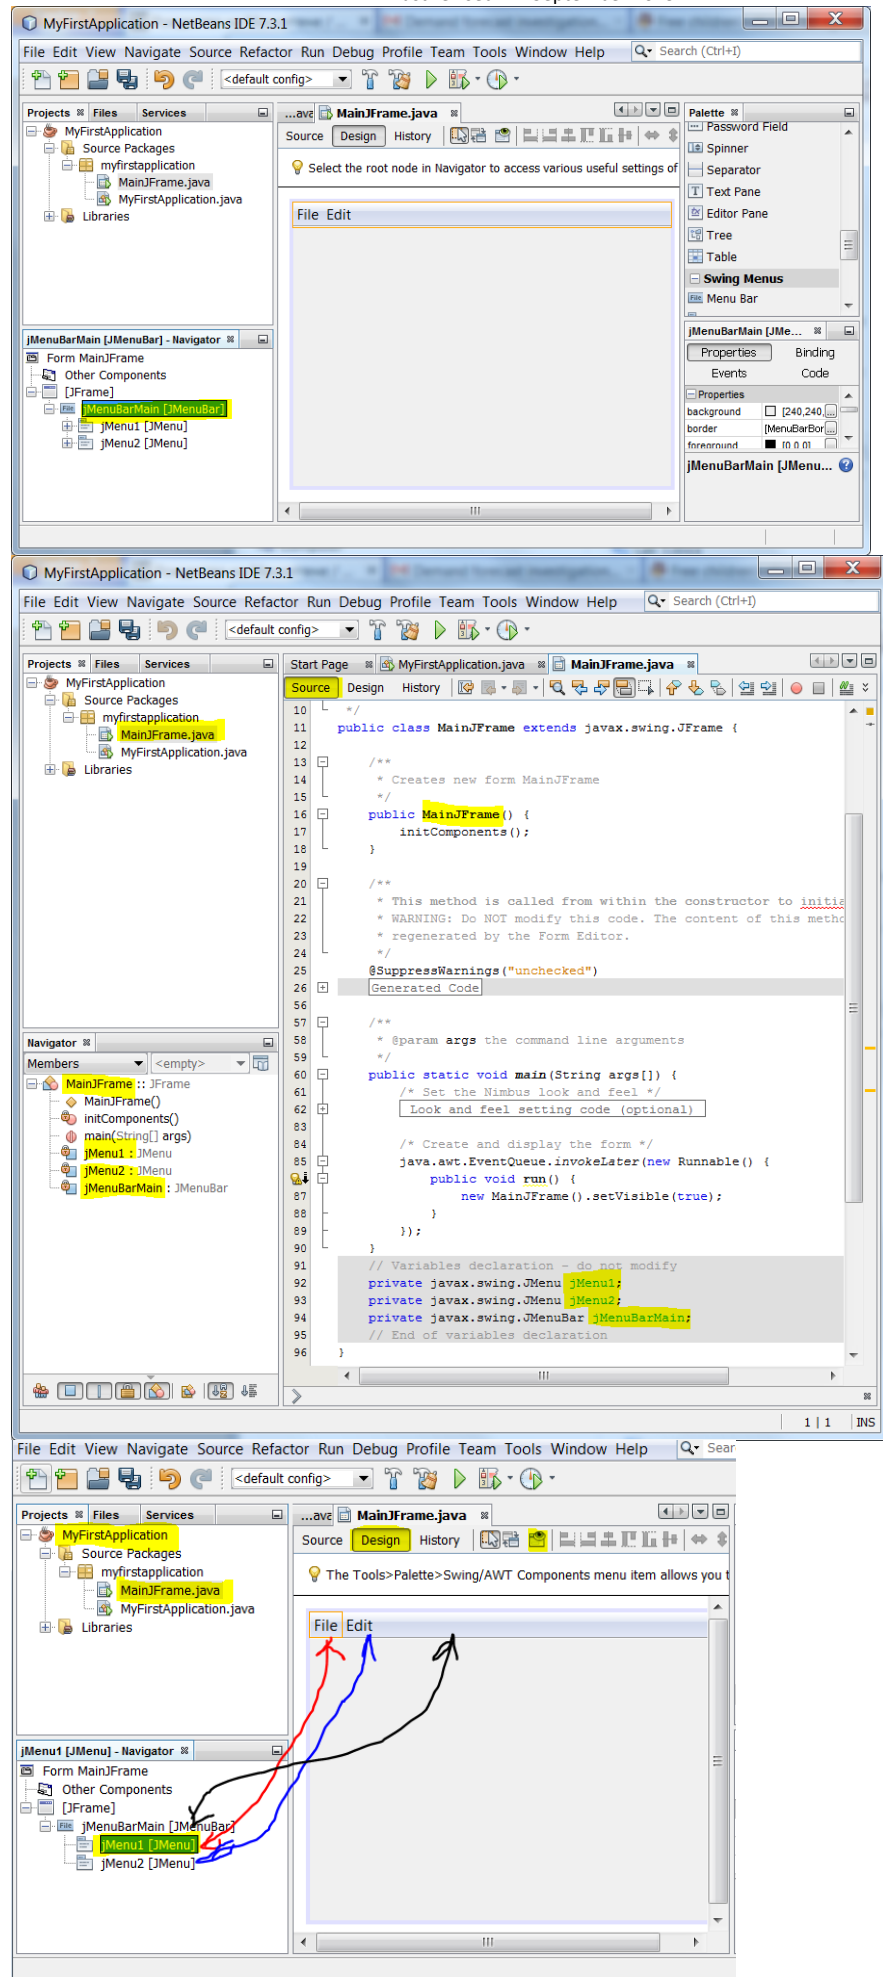 MyFirstApplication - NetBeans IDE 7.3.1
File Edit View Navigate Source Refactor Run Debug Profile Team Tools Window Help
Search (Ctrl+I)
<default config>
Projects Files Services
MyFirstApplication
Source Packages
myfirstapplication
MainJFrame.java
MyFirstApplication.java
Libraries
jMenuBarMain [JMenuBar] - Navigator
Form MainJFrame
Other Components
[JFrame]
jMenuBarMain [JMenuBar]
jMenu1 [JMenu]
jMenu2 [JMenu]
...ave MainJFrame.java
Source Design History
Select the root node in Navigator to access various useful settings of
File Edit
Palette
Password Field
Spinner
Separator
Text Pane
Editor Pane
Tree
Table
Swing Menus
Menu Bar
jMenuBarMain [JMe...
Properties Binding
Events Code
Properties
background [240,240,...
border [MenuBarBor...
foreground [0,0,0]
jMenuBarMain [JMenu...
MyFirstApplication - NetBeans IDE 7.3.1
File Edit View Navigate Source Refactor Run Debug Profile Team Tools Window Help
Search (Ctrl+I)
<default config>
Projects Files Services
MyFirstApplication
Source Packages
myfirstapplication
MainJFrame.java
MyFirstApplication.java
Libraries
Navigator
Members <empty>
MainJFrame :: JFrame
MainJFrame()
initComponents()
main(String[] args)
jMenu1 : JMenu
jMenu2 : JMenu
jMenuBarMain : JMenuBar
Start Page MyFirstApplication.java MainJFrame.java
Source Design History
10 */
11 public class MainJFrame extends javax.swing.JFrame {
12
13 /**
14 * Creates new form MainJFrame
15 */
16 public MainJFrame() {
17 initComponents();
18 }
19
20 /**
21 * This method is called from within the constructor to initia
22 * WARNING: Do NOT modify this code. The content of this metho
23 * regenerated by the Form Editor.
24 */
25 @SuppressWarnings("unchecked")
26 Generated Code
56
57 /**
58 * @param args the command line arguments
59 */
60 public static void main(String args[]) {
61 /* Set the Nimbus look and feel */
62 Look and feel setting code (optional)
83
84 /* Create and display the form */
85 java.awt.EventQueue.invokeLater(new Runnable() {
public void run() {
87 new MainJFrame().setVisible(true);
88 }
89 });
90 }
91 // Variables declaration - do not modify
92 private javax.swing.JMenu jMenu1;
93 private javax.swing.JMenu jMenu2;
94 private javax.swing.JMenuBar jMenuBarMain;
95 // End of variables declaration
96 }
1 | 1 INS
File Edit View Navigate Source Refactor Run Debug Profile Team Tools Window Help
Sear
<default config>
Projects Files Services
MyFirstApplication
Source Packages
myfirstapplication
MainJFrame.java
MyFirstApplication.java
Libraries
jMenu1 [JMenu] - Navigator
Form MainJFrame
Other Components
[JFrame]
jMenuBarMain [JMenuBar]
jMenu1 [JMenu]
jMenu2 [JMenu]
...ave MainJFrame.java
Source Design History
The Tools>Palette>Swing/AWT Components menu item allows you t
File Edit